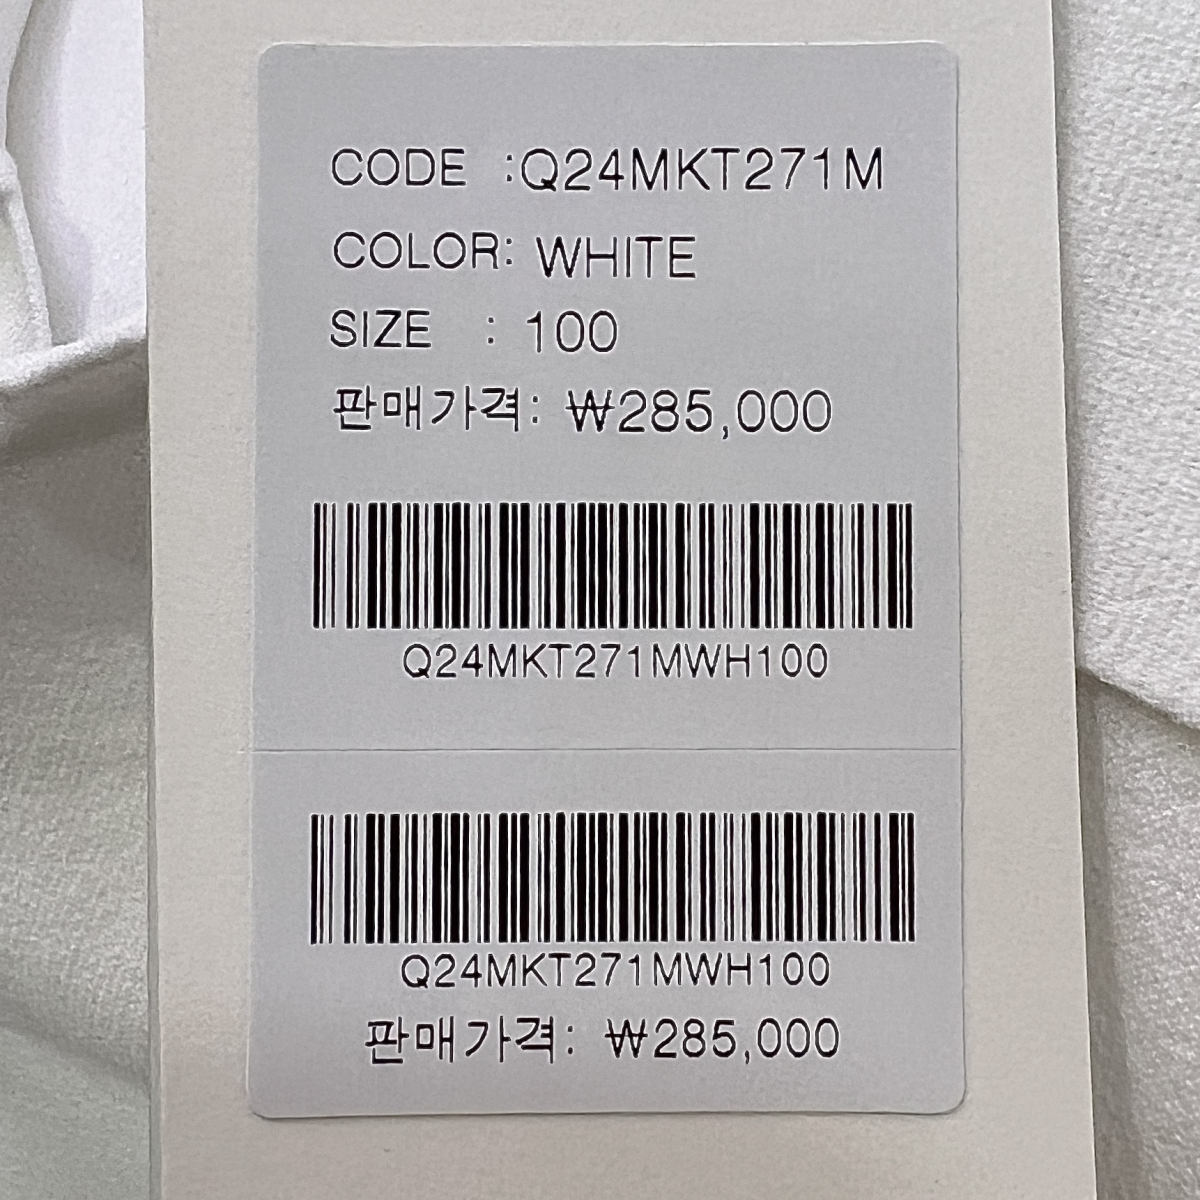 CODE :Q24MKT271M
COLOR: WHITE
SIZE : 100
판매가격: ₩285,000
Q24MKT271MWH100
Q24MKT271MWH100
판매가격: ₩285,000